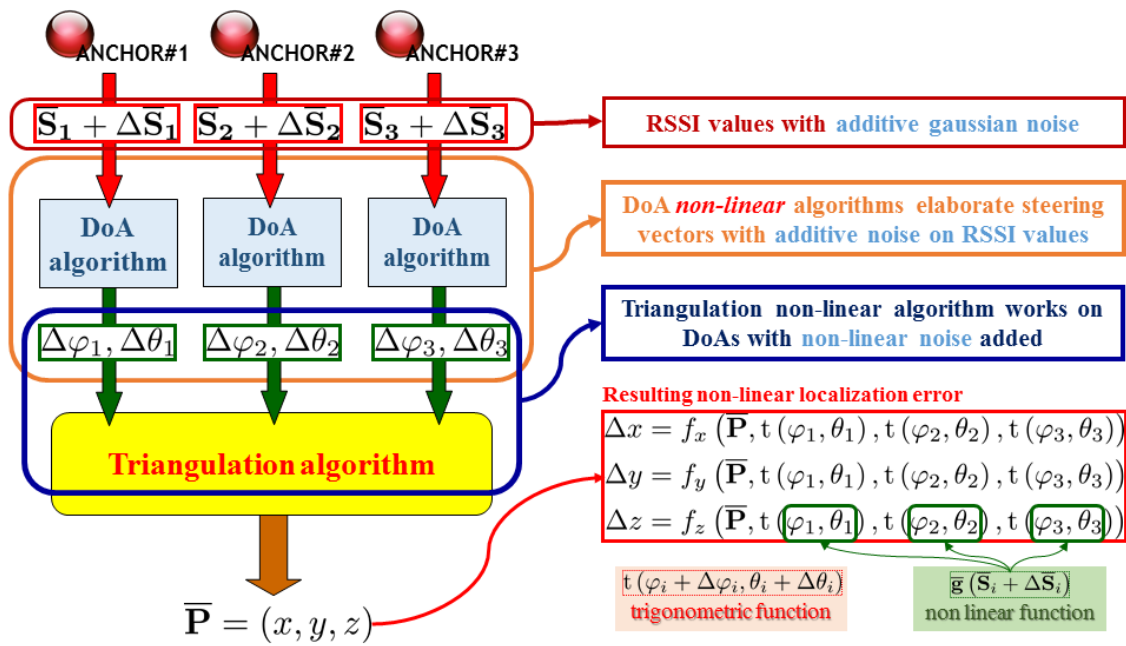 ANCHOR#1 ANCHOR#2 ANCHOR#3
S̅₁ + ΔS̅₁ S̅₂ + ΔS̅₂ S̅₃ + ΔS̅₃
RSSI values with additive gaussian noise
DoA algorithm DoA algorithm DoA algorithm
DoA non-linear algorithms elaborate steering
vectors with additive noise on RSSI values
Δφ₁, Δθ₁ Δφ₂, Δθ₂ Δφ₃, Δθ₃
Triangulation non-linear algorithm works on
DoAs with non-linear noise added
Triangulation algorithm
P̅ = (x, y, z)
Resulting non-linear localization error
Δx = fₓ (P̅, t (φ₁, θ₁) , t (φ₂, θ₂) , t (φ₃, θ₃))
Δy = f_y (P̅, t (φ₁, θ₁) , t (φ₂, θ₂) , t (φ₃, θ₃))
Δz = f_z (P̅, t (φ₁, θ₁) , t (φ₂, θ₂) , t (φ₃, θ₃))
t (φᵢ + Δφᵢ, θᵢ + Δθᵢ)
trigonometric function
g̅ (S̅ᵢ + ΔS̅ᵢ)
non linear function